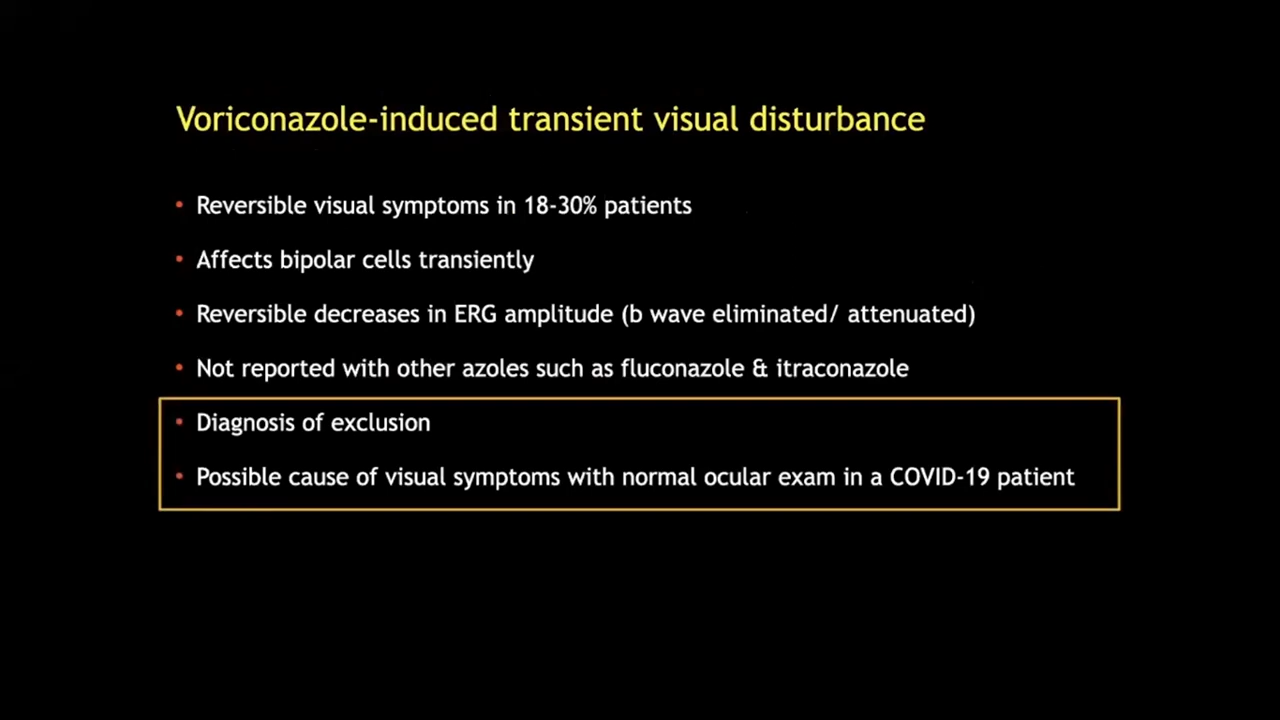 Voriconazole-induced transient visual disturbance
• Reversible visual symptoms in 18-30% patients
• Affects bipolar cells transiently
• Reversible decreases in ERG amplitude (b wave eliminated/ attenuated)
• Not reported with other azoles such as fluconazole & itraconazole
• Diagnosis of exclusion
• Possible cause of visual symptoms with normal ocular exam in a COVID-19 patient